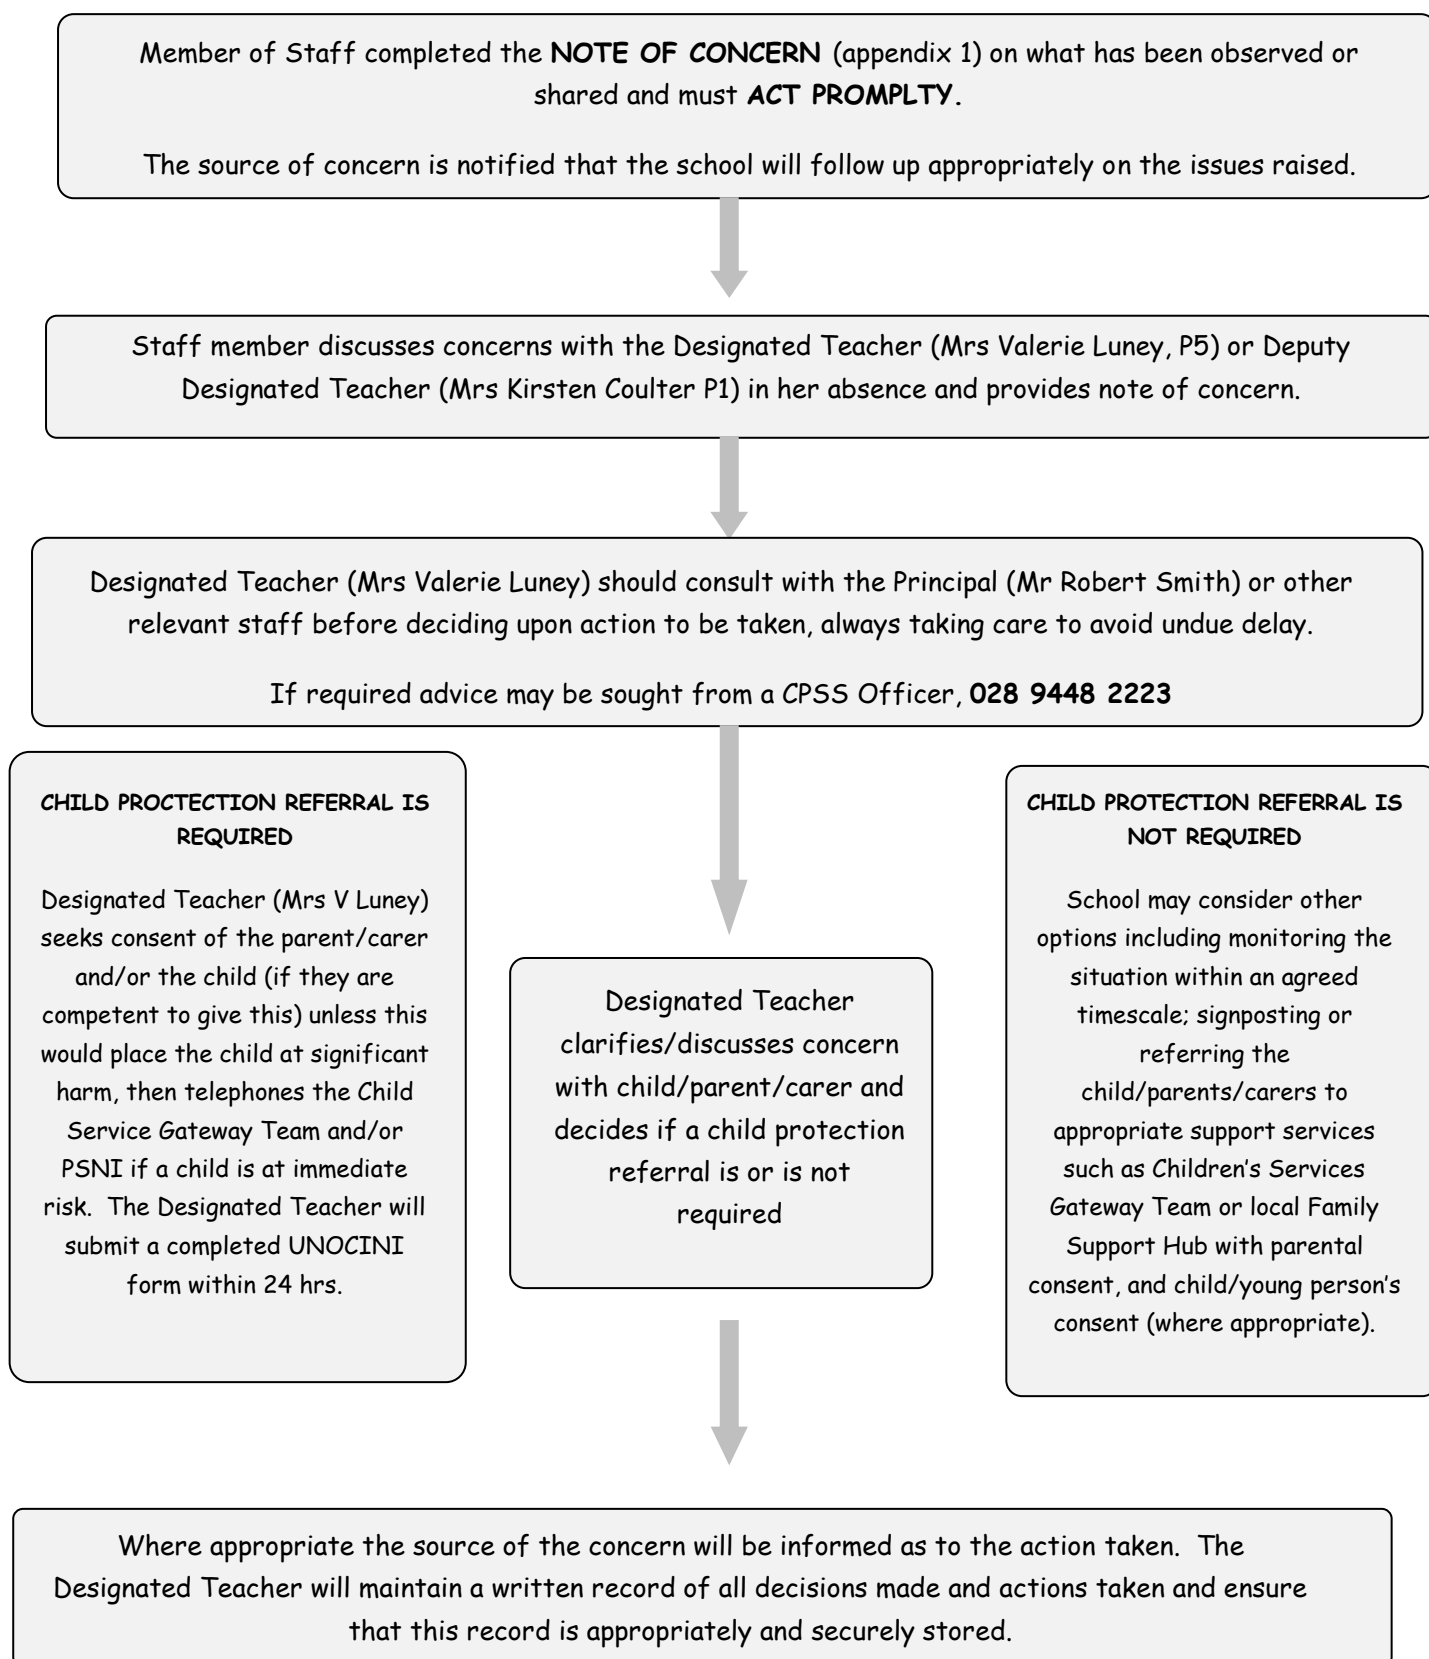 Member of Staff completed the NOTE OF CONCERN (appendix 1) on what has been observed or
shared and must ACT PROMPLTY.
The source of concern is notified that the school will follow up appropriately on the issues raised.
Staff member discusses concerns with the Designated Teacher (Mrs Valerie Luney, P5) or Deputy
Designated Teacher (Mrs Kirsten Coulter P1) in her absence and provides note of concern.
Designated Teacher (Mrs Valerie Luney) should consult with the Principal (Mr Robert Smith) or other
relevant staff before deciding upon action to be taken, always taking care to avoid undue delay.
If required advice may be sought from a CPSS Officer, 028 9448 2223
CHILD PROCTECTION REFERRAL IS
REQUIRED
Designated Teacher (Mrs V Luney)
seeks consent of the parent/carer
and/or the child (if they are
competent to give this) unless this
would place the child at significant
harm, then telephones the Child
Service Gateway Team and/or
PSNI if a child is at immediate
risk. The Designated Teacher will
submit a completed UNOCINI
form within 24 hrs.
Designated Teacher
clarifies/discusses concern
with child/parent/carer and
decides if a child protection
referral is or is not
required
CHILD PROTECTION REFERRAL IS
NOT REQUIRED
School may consider other
options including monitoring the
situation within an agreed
timescale; signposting or
referring the
child/parents/carers to
appropriate support services
such as Children's Services
Gateway Team or local Family
Support Hub with parental
consent, and child/young person's
consent (where appropriate).
Where appropriate the source of the concern will be informed as to the action taken. The
Designated Teacher will maintain a written record of all decisions made and actions taken and ensure
that this record is appropriately and securely stored.